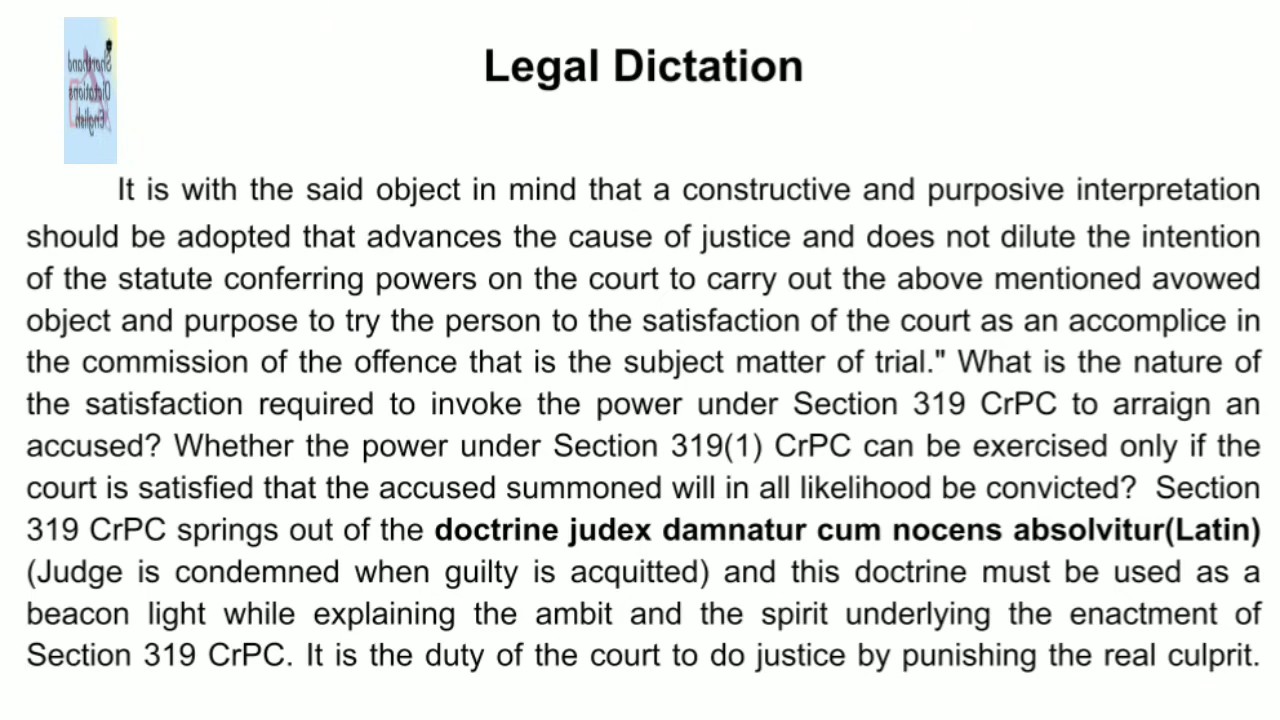 Legal Dictation
Shorthand
Dictations
English
It is with the said object in mind that a constructive and purposive interpretation
should be adopted that advances the cause of justice and does not dilute the intention
of the statute conferring powers on the court to carry out the above mentioned avowed
object and purpose to try the person to the satisfaction of the court as an accomplice in
the commission of the offence that is the subject matter of trial." What is the nature of
the satisfaction required to invoke the power under Section 319 CrPC to arraign an
accused? Whether the power under Section 319(1) CrPC can be exercised only if the
court is satisfied that the accused summoned will in all likelihood be convicted?  Section
319 CrPC springs out of the doctrine judex damnatur cum nocens absolvitur(Latin)
(Judge is condemned when guilty is acquitted) and this doctrine must be used as a
beacon light while explaining the ambit and the spirit underlying the enactment of
Section 319 CrPC. It is the duty of the court to do justice by punishing the real culprit.